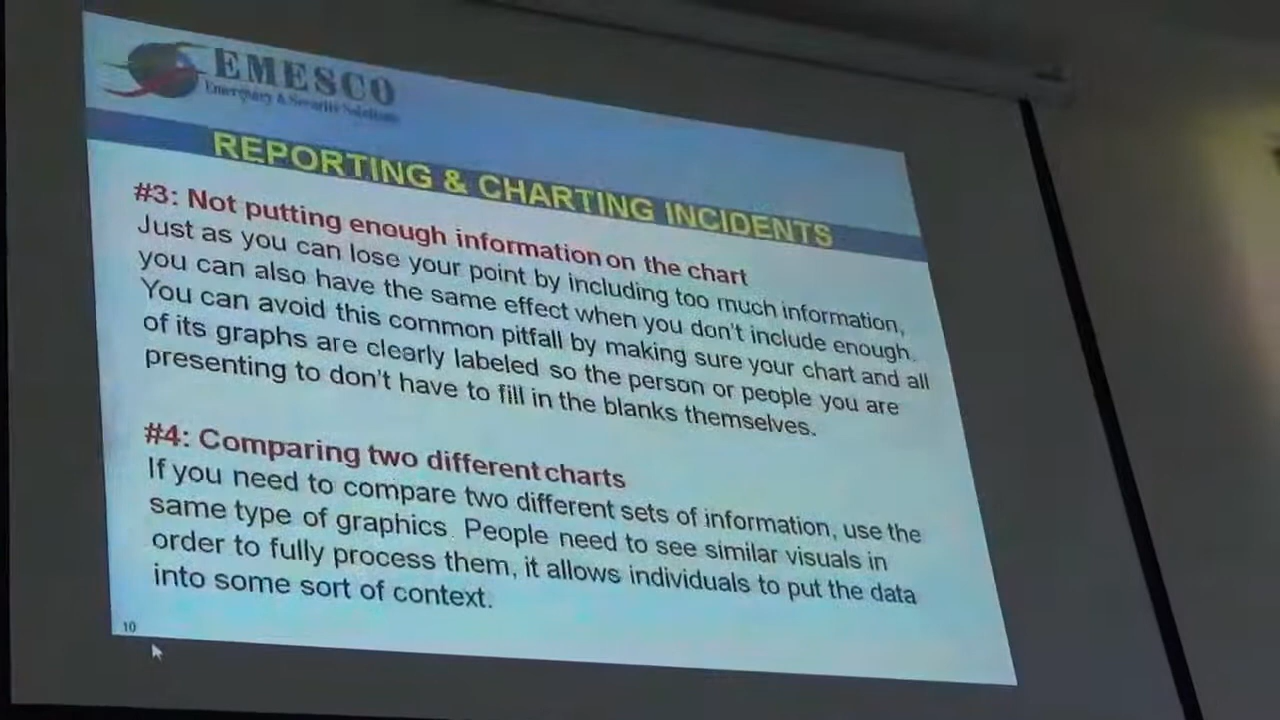 EMESCO
Emergency & Security Solutions
REPORTING & CHARTING INCIDENTS
#3: Not putting enough information on the chart
Just as you can lose your point by including too much information,
you can also have the same effect when you don't include enough.
You can avoid this common pitfall by making sure your chart and all
of its graphs are clearly labeled so the person or people you are
presenting to don't have to fill in the blanks themselves.
#4: Comparing two different charts
If you need to compare two different sets of information, use the
same type of graphics. People need to see similar visuals in
order to fully process them, it allows individuals to put the data
into some sort of context.
10